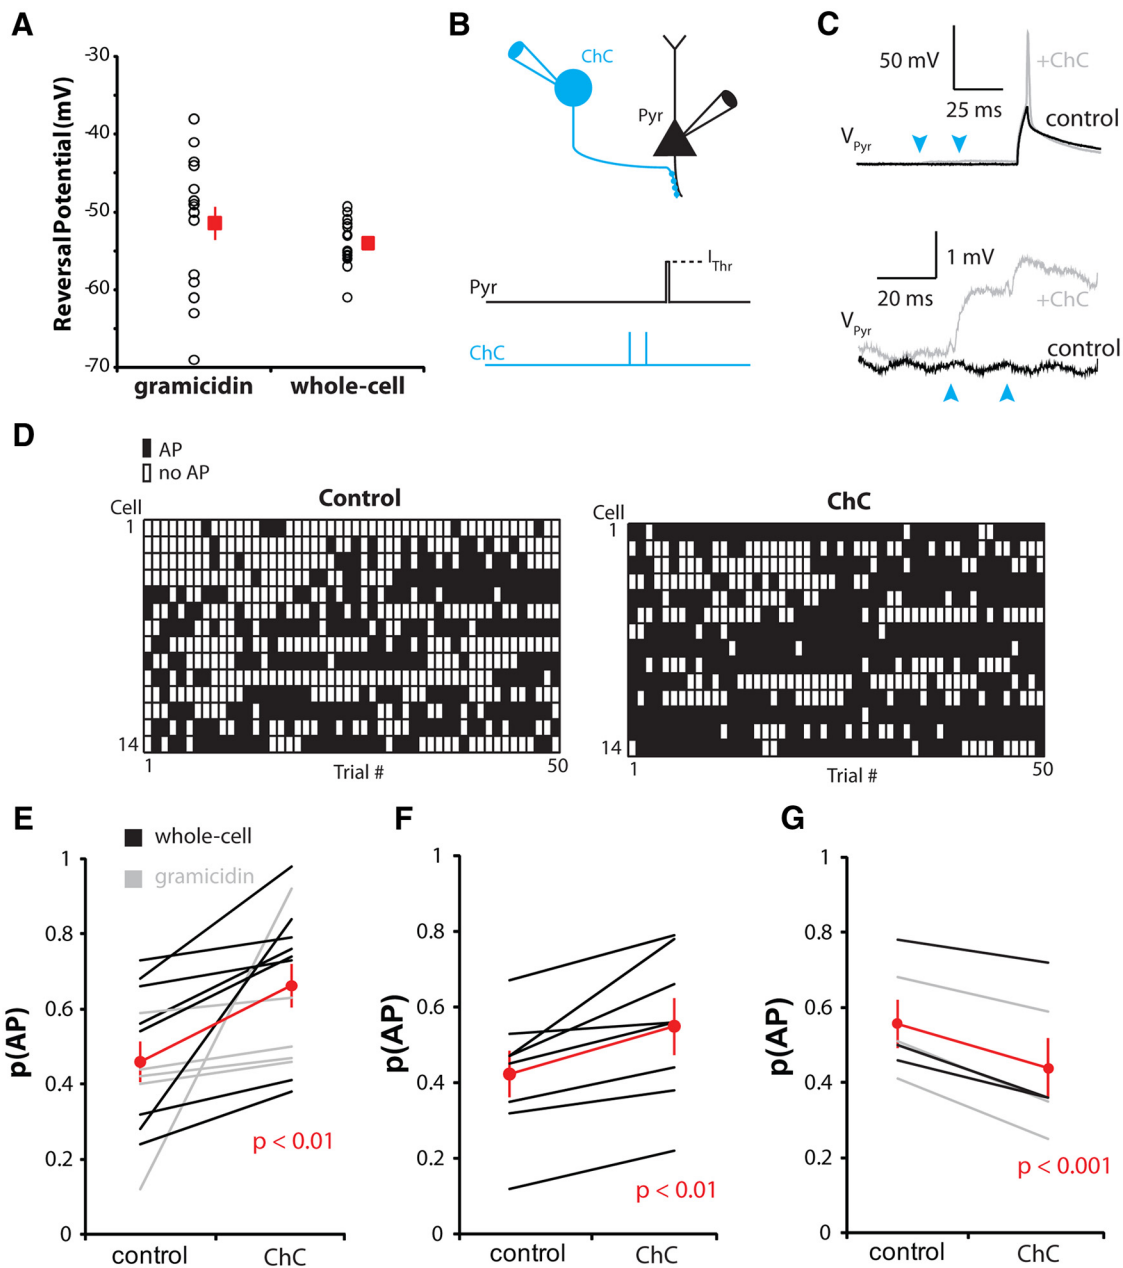 A
Reversal Potential (mV)
-30
-40
-50
-60
-70
gramicidin
whole-cell
B
ChC
Pyr
Pyr
I Thr
ChC
C
50 mV
25 ms
+ChC
control
V Pyr
1 mV
20 ms
+ChC
V Pyr
control
D
AP
no AP
Control
Cell
1
14
1
Trial #
50
ChC
Cell
1
14
1
Trial #
50
E
whole-cell
gramicidin
p(AP)
1
0.8
0.6
0.4
0.2
0
p < 0.01
control
ChC
F
p(AP)
1
0.8
0.6
0.4
0.2
0
p < 0.01
control
ChC
G
p(AP)
1
0.8
0.6
0.4
0.2
0
p < 0.001
control
ChC